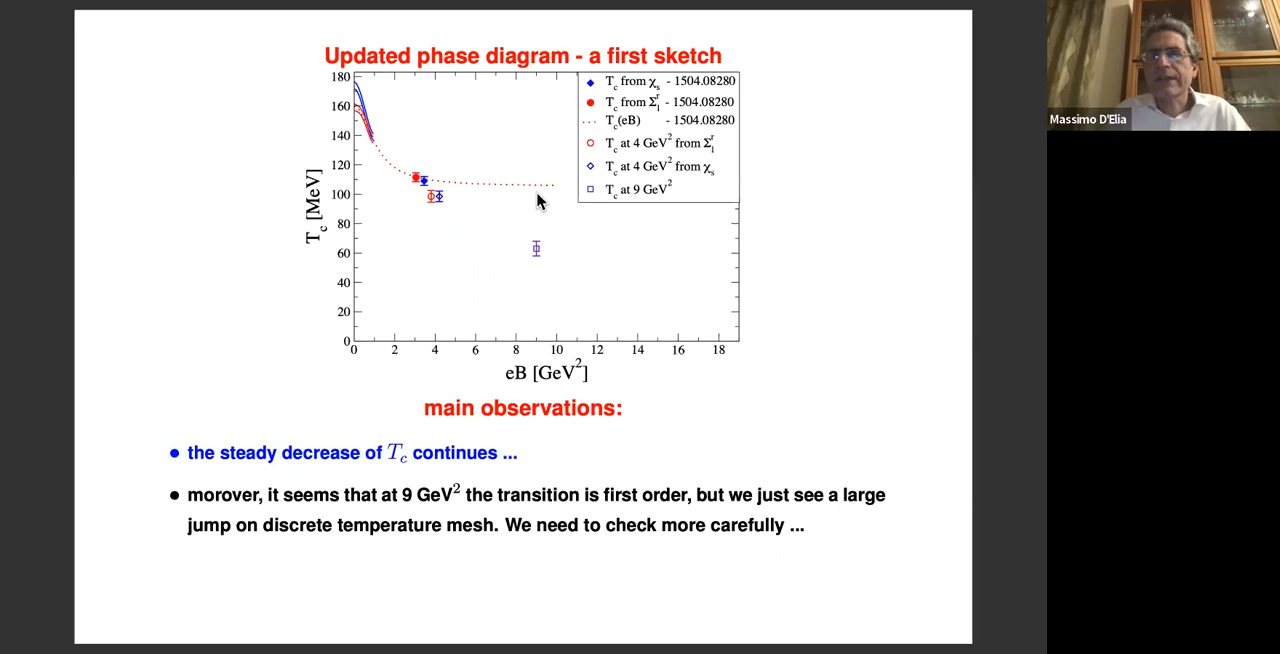 Updated phase diagram - a first sketch
180
160
140
120
100
80
60
40
20
0
T_c [MeV]
0 2 4 6 8 10 12 14 16 18
eB [GeV²]
T_c from χ_s - 1504.08280
T_c from Σ_l^r - 1504.08280
T_c(eB) - 1504.08280
T_c at 4 GeV² from Σ_l^r
T_c at 4 GeV² from χ_s
T_c at 9 GeV²
main observations:
• the steady decrease of T_c continues ...
• morover, it seems that at 9 GeV² the transition is first order, but we just see a large
jump on discrete temperature mesh. We need to check more carefully ...
Massimo D'Elia